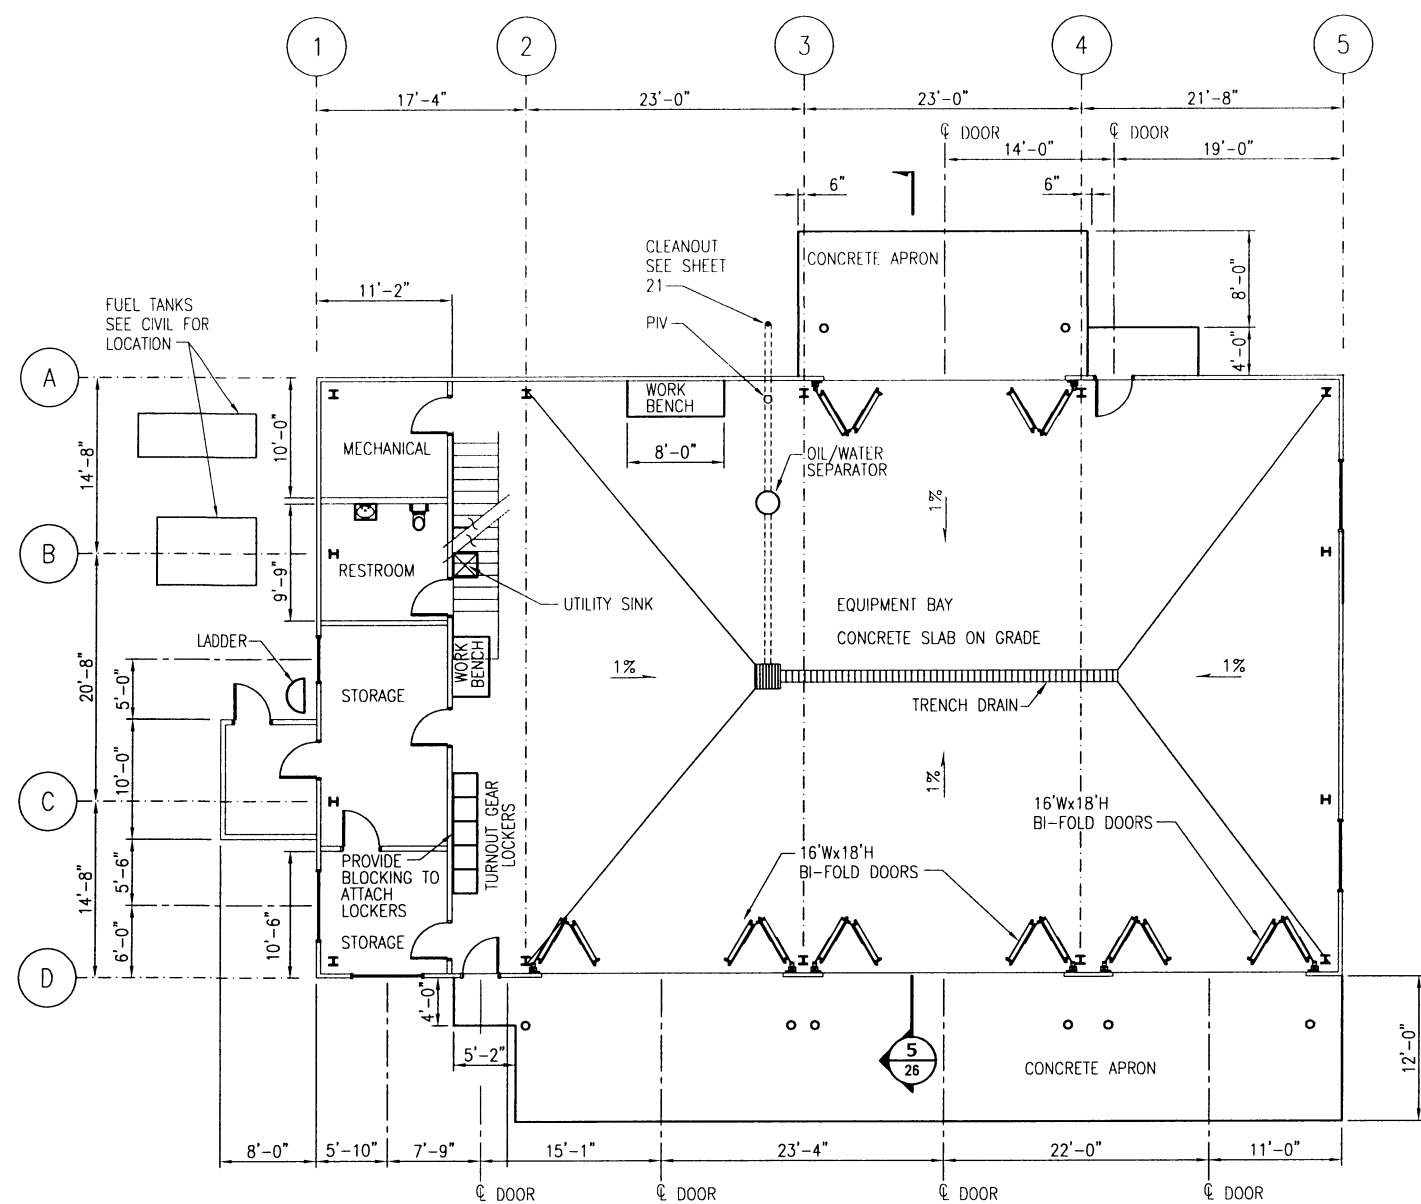 1 2 3 4 5
17'-4" 23'-0" 23'-0" 21'-8"
℄ DOOR ℄ DOOR
14'-0" 19'-0"
6" 6"
CLEANOUT
SEE SHEET
21
PIV
CONCRETE APRON
8'-0"
4'-0"
11'-2"
FUEL TANKS
SEE CIVIL FOR
LOCATION
A
B
C
D
14'-8"
20'-8"
14'-8"
10'-0"
9'-9"
MECHANICAL
WORK
BENCH
8'-0"
OIL/WATER
SEPARATOR
1%
RESTROOM
UTILITY SINK
EQUIPMENT BAY
CONCRETE SLAB ON GRADE
LADDER
5'-0"
10'-0"
5'-6"
6'-0"
STORAGE
WORK
BENCH
1%
1%
TRENCH DRAIN
1%
TURNOUT GEAR
LOCKERS
16'Wx18'H
BI-FOLD DOORS
16'Wx18'H
BI-FOLD DOORS
PROVIDE
BLOCKING TO
ATTACH
LOCKERS
STORAGE
10'-6"
4'-0"
5'-2"
5
26
CONCRETE APRON
12'-0"
8'-0" 5'-10" 7'-9" 15'-1" 23'-4" 22'-0" 11'-0"
℄ DOOR ℄ DOOR ℄ DOOR ℄ DOOR